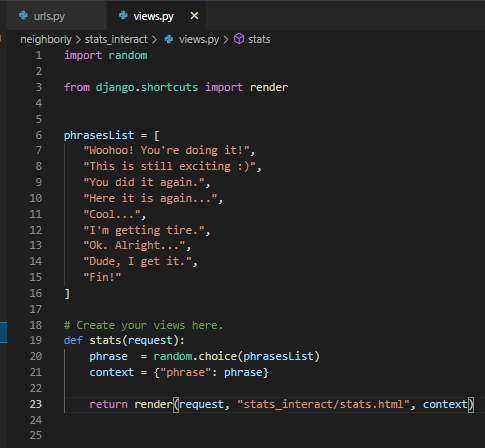 urls.py views.py ✕
neighborly > stats_interact > views.py > stats
1 import random
2
3 from django.shortcuts import render
4
5
6 phrasesList = [
7 "Woohoo! You're doing it!",
8 "This is still exciting :)",
9 "You did it again.",
10 "Here it is again...",
11 "Cool...",
12 "I'm getting tire.",
13 "Ok. Alright...",
14 "Dude, I get it.",
15 "Fin!"
16 ]
17
18 # Create your views here.
19 def stats(request):
20 phrase  = random.choice(phrasesList)
21 context = {"phrase": phrase}
22
23 return render(request, "stats_interact/stats.html", context)
24
25